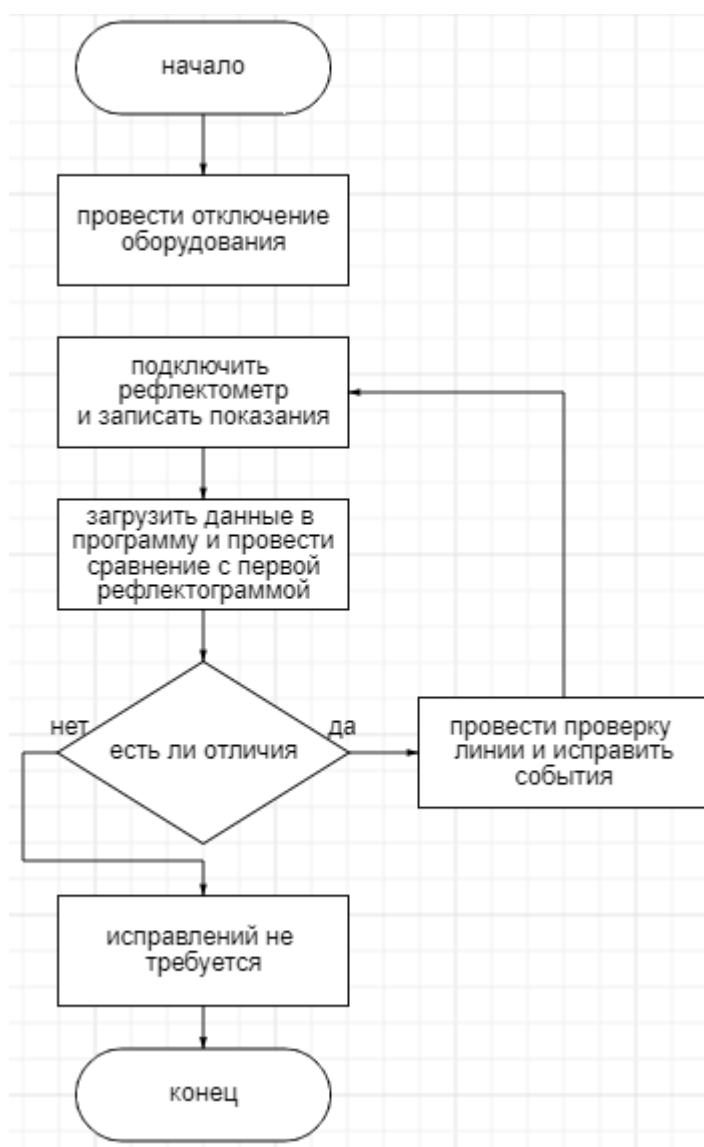 начало
провести отключение
оборудования
подключить
рефлектометр
и записать показания
загрузить данные в
программу и провести
сравнение с первой
рефлектограммой
нет
есть ли отличия
да
провести проверку
линии и исправить
события
исправлений не
требуется
конец